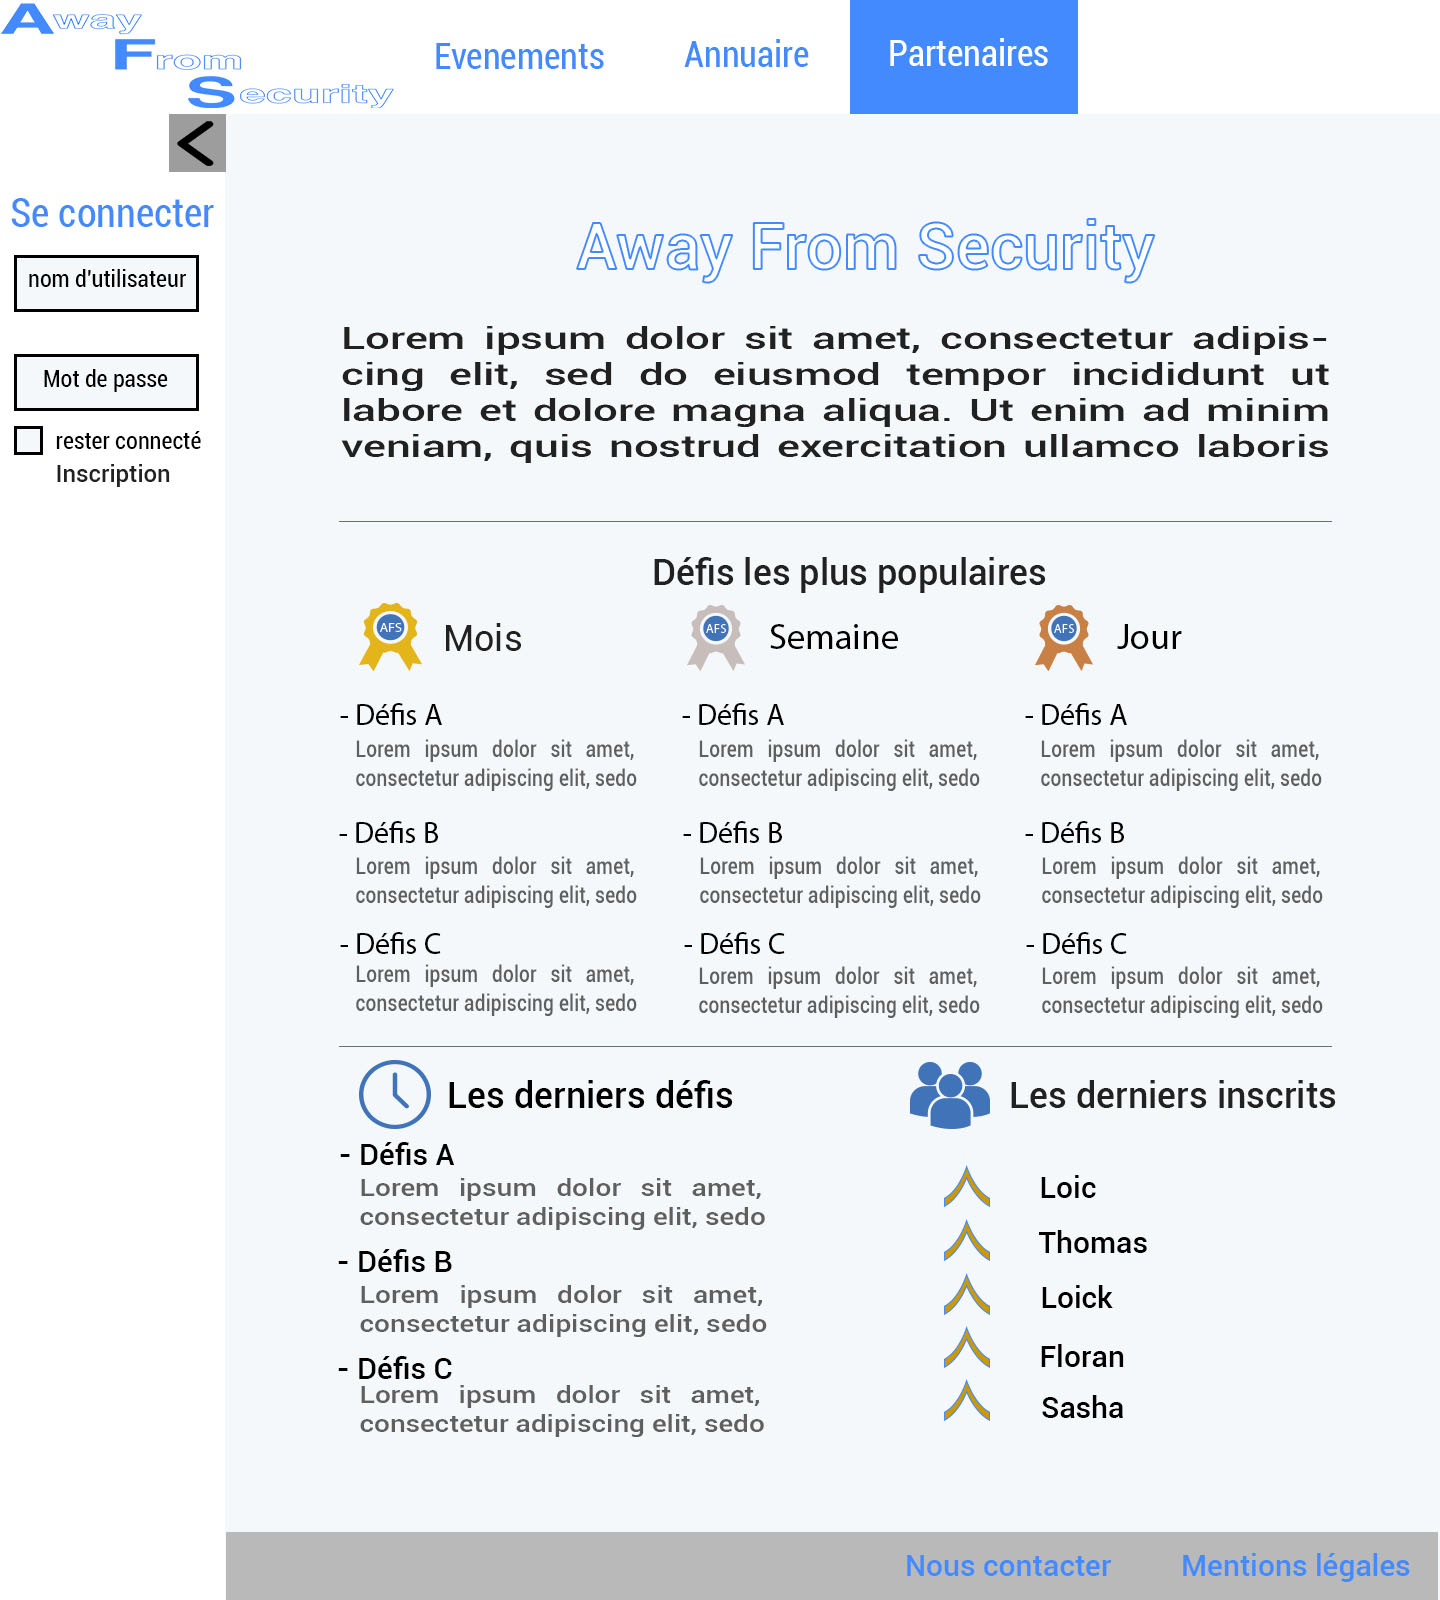 Away
From
Security
Evenements
Annuaire
Partenaires
<
Se connecter
nom d'utilisateur
Mot de passe
rester connecté
Inscription
Away From Security
Lorem ipsum dolor sit amet, consectetur adipis-
cing elit, sed do eiusmod tempor incididunt ut
labore et dolore magna aliqua. Ut enim ad minim
veniam, quis nostrud exercitation ullamco laboris
Défis les plus populaires
AFS
Mois
- Défis A
Lorem ipsum dolor sit amet,
consectetur adipiscing elit, sedo
- Défis B
Lorem ipsum dolor sit amet,
consectetur adipiscing elit, sedo
- Défis C
Lorem ipsum dolor sit amet,
consectetur adipiscing elit, sedo
AFS
Semaine
- Défis A
Lorem ipsum dolor sit amet,
consectetur adipiscing elit, sedo
- Défis B
Lorem ipsum dolor sit amet,
consectetur adipiscing elit, sedo
- Défis C
Lorem ipsum dolor sit amet,
consectetur adipiscing elit, sedo
AFS
Jour
- Défis A
Lorem ipsum dolor sit amet,
consectetur adipiscing elit, sedo
- Défis B
Lorem ipsum dolor sit amet,
consectetur adipiscing elit, sedo
- Défis C
Lorem ipsum dolor sit amet,
consectetur adipiscing elit, sedo
Les derniers défis
- Défis A
Lorem ipsum dolor sit amet,
consectetur adipiscing elit, sedo
- Défis B
Lorem ipsum dolor sit amet,
consectetur adipiscing elit, sedo
- Défis C
Lorem ipsum dolor sit amet,
consectetur adipiscing elit, sedo
Les derniers inscrits
Loic
Thomas
Loick
Floran
Sasha
Nous contacter
Mentions légales